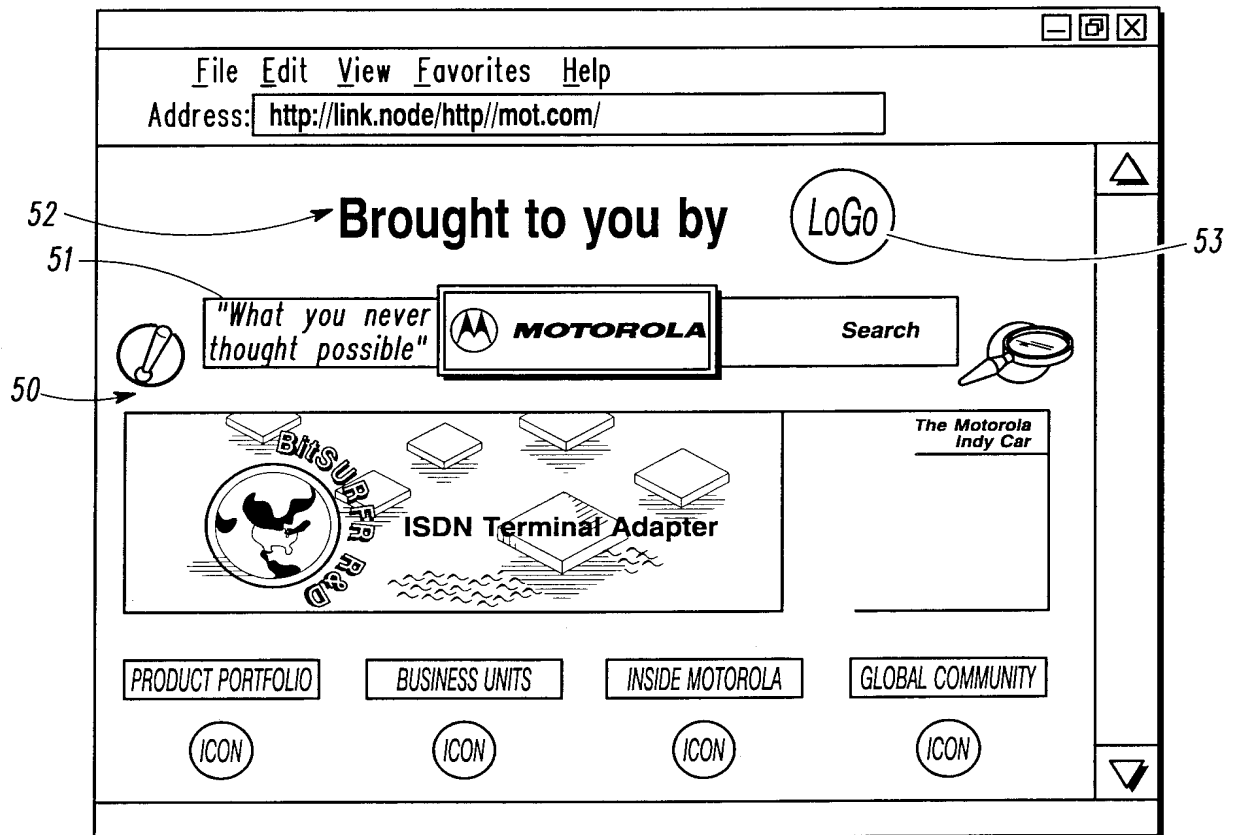 File Edit View Favorites Help
Address: http://link.node/http//mot.com/
52
Brought to you by
LoGo
53
51
"What you never
thought possible"
MOTOROLA
Search
50
The Motorola
Indy Car
BitSURFR R&D
ISDN Terminal Adapter
PRODUCT PORTFOLIO
BUSINESS UNITS
INSIDE MOTOROLA
GLOBAL COMMUNITY
ICON
ICON
ICON
ICON